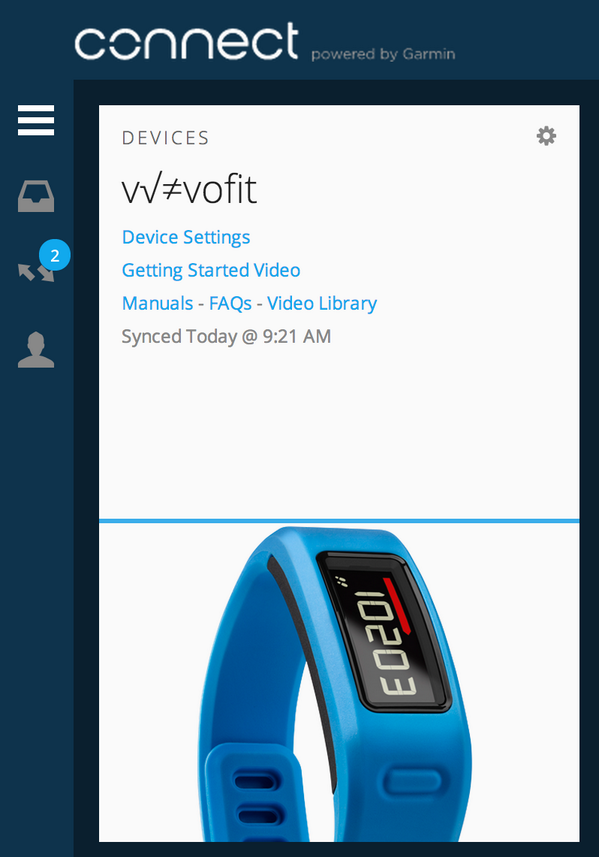 connect powered by Garmin
DEVICES
v√≠vofit
2
Device Settings
Getting Started Video
Manuals - FAQs - Video Library
Synced Today @ 9:21 AM
10203